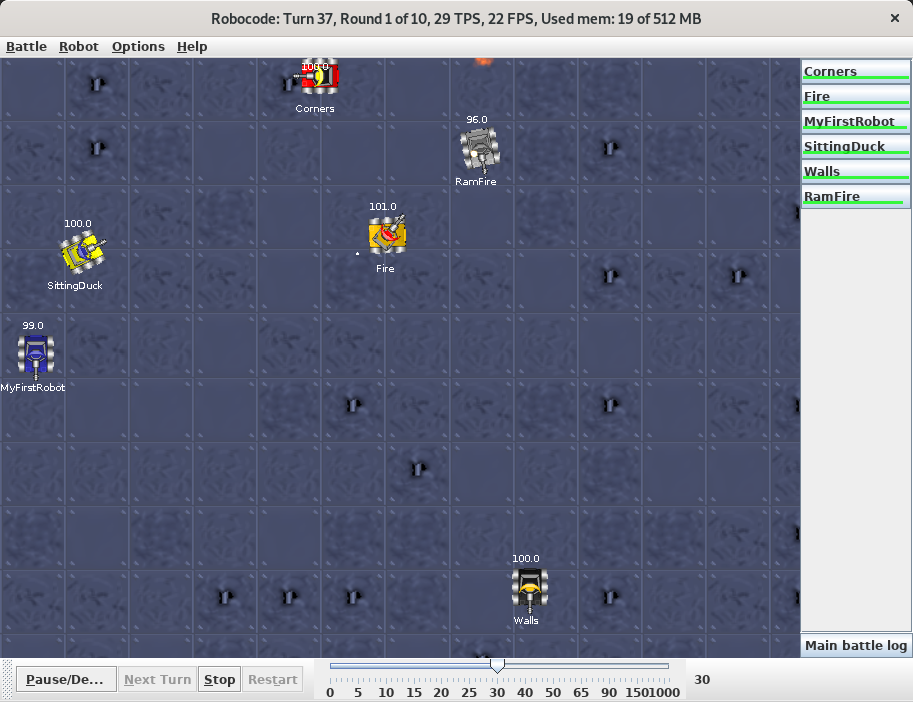 Robocode: Turn 37, Round 1 of 10, 29 TPS, 22 FPS, Used mem: 19 of 512 MB
Battle Robot Options Help
100.0
Corners
96.0
RamFire
101.0
Fire
100.0
SittingDuck
99.0
MyFirstRobot
100.0
Walls
Corners
Fire
MyFirstRobot
SittingDuck
Walls
RamFire
Main battle log
Pause/De... Next Turn Stop Restart
0 5 10 15 20 25 30 40 50 65 90 150 1000
30